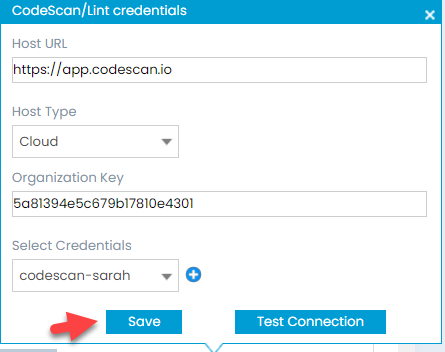 CodeScan/Lint credentials
Host URL
https://app.codescan.io
Host Type
Cloud
Organization Key
5a81394e5c679b17810e4301
Select Credentials
codescan-sarah
Save Test Connection